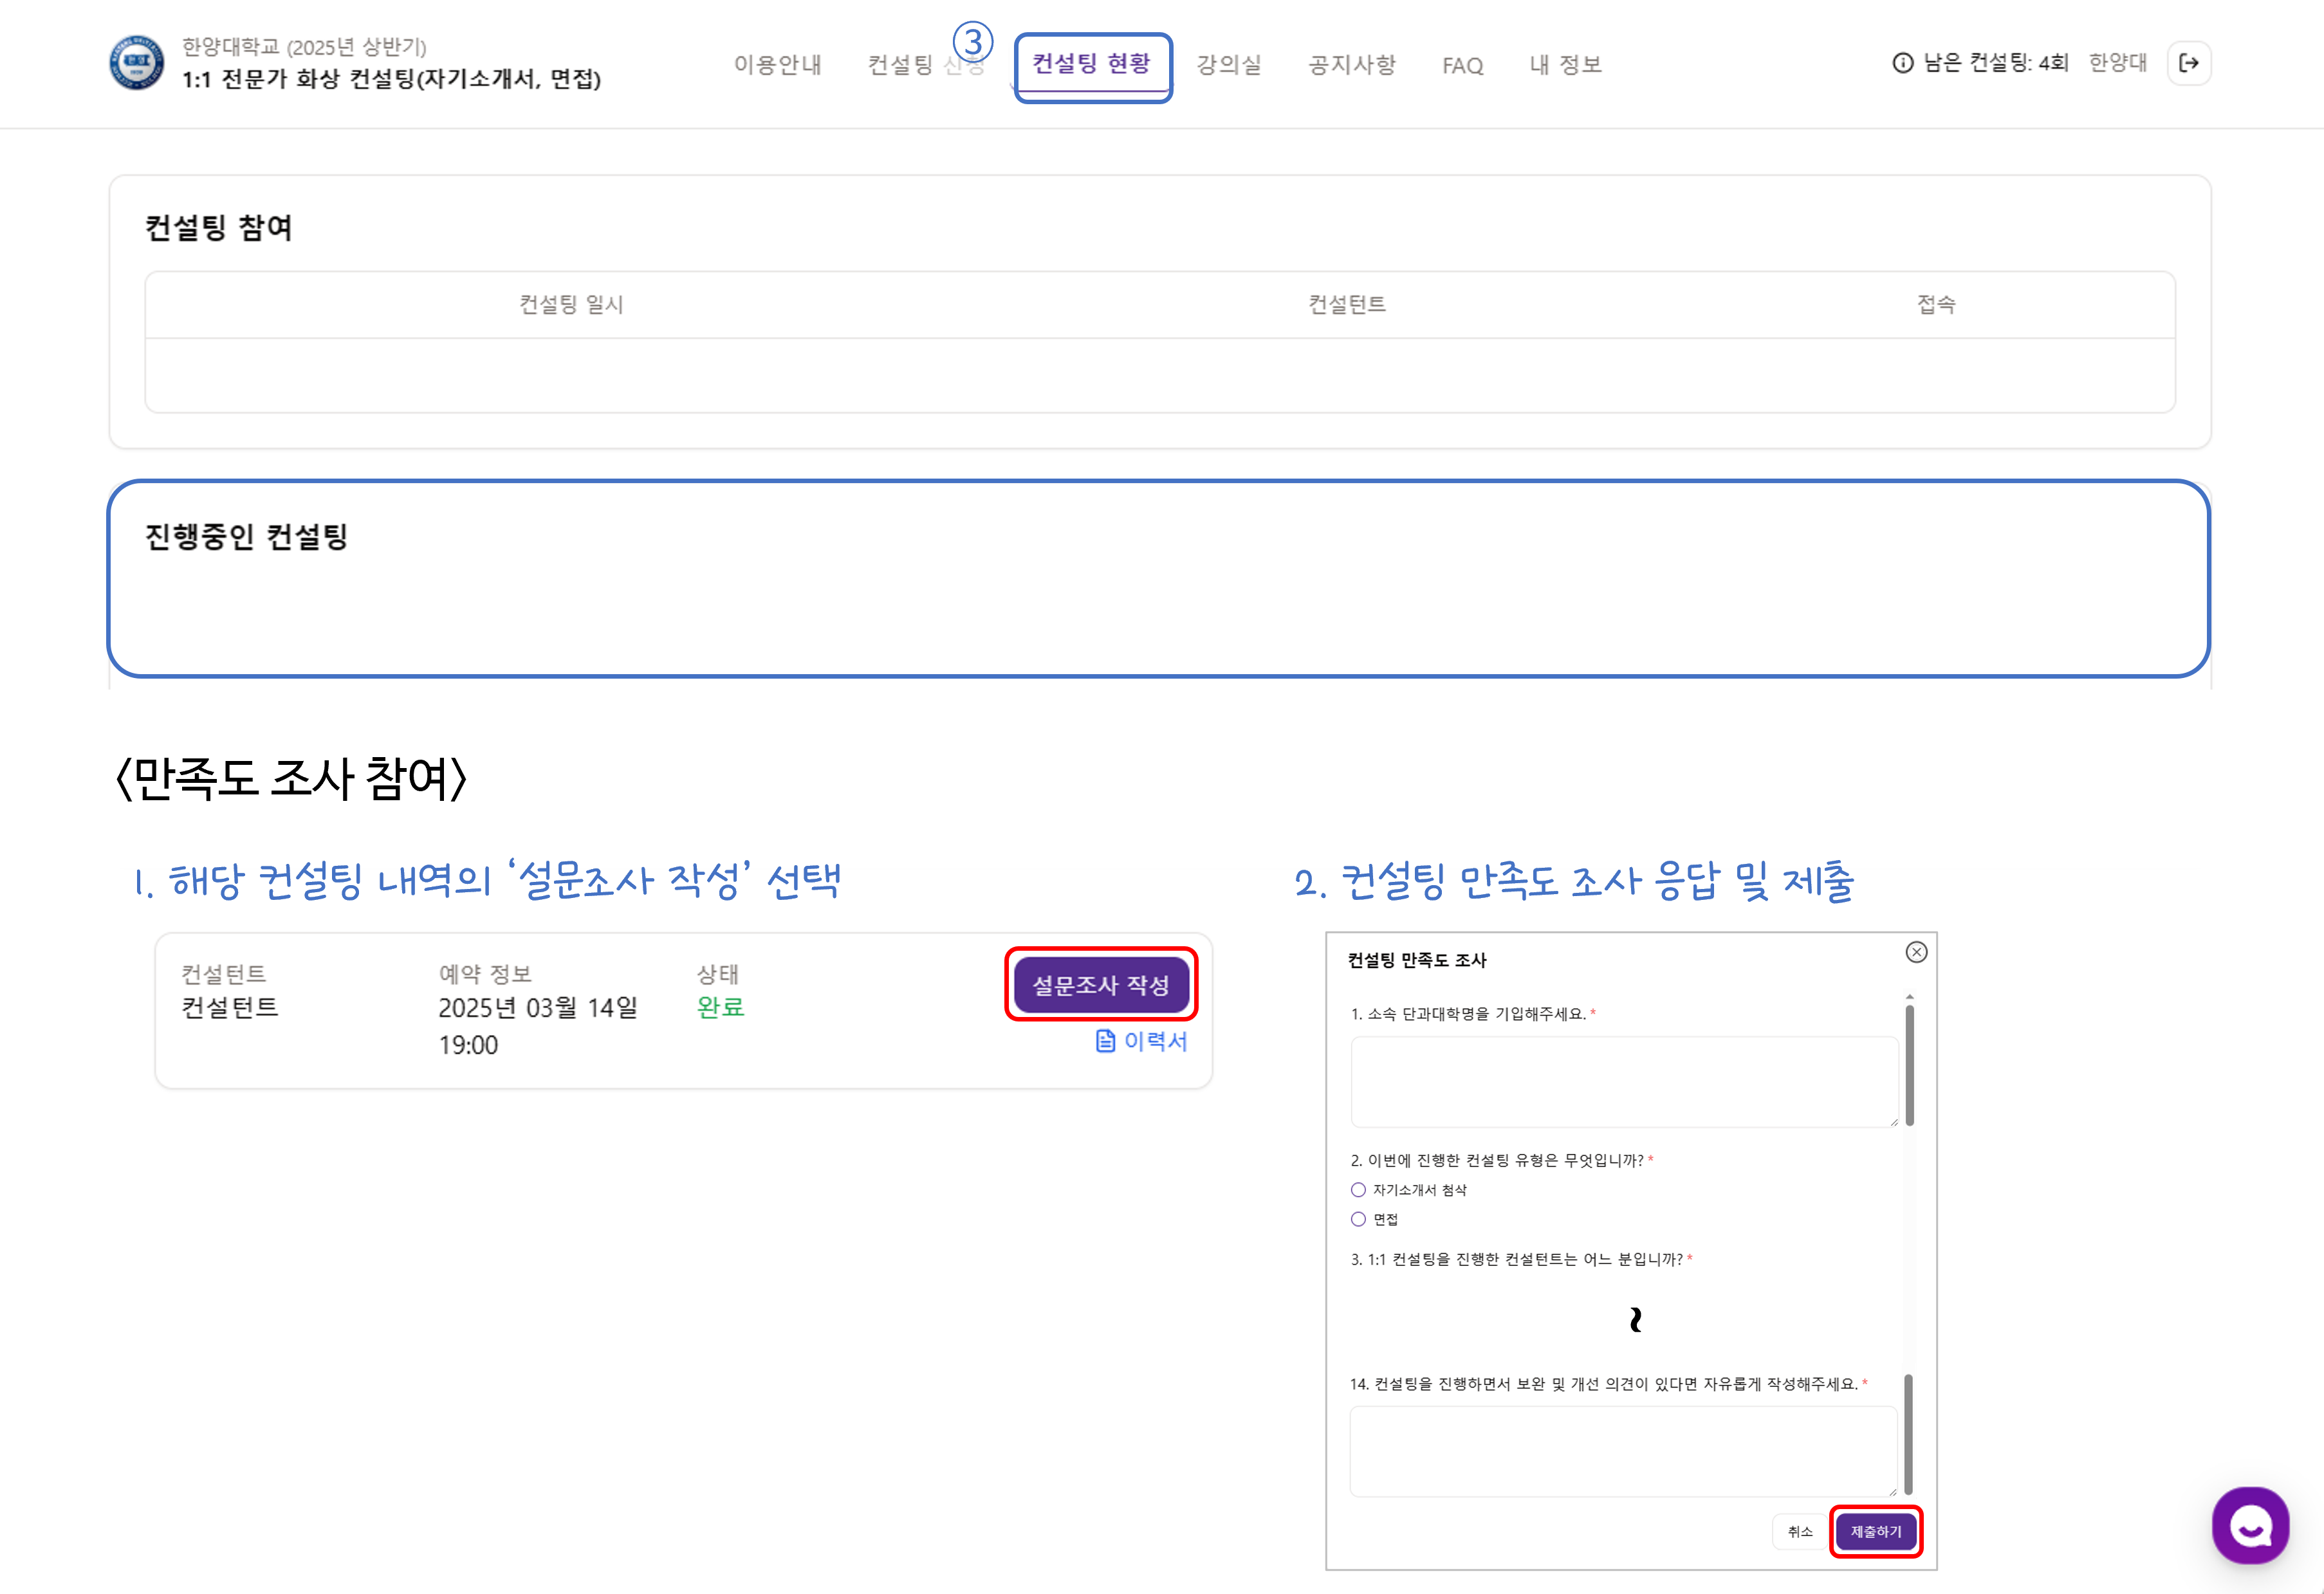 한양대학교 (2025년 상반기)
1:1 전문가 화상 컨설팅(자기소개서, 면접)
이용안내
컨설팅 신청
③
컨설팅 현황
강의실
공지사항
FAQ
내 정보
남은 컨설팅: 4회
한양대
컨설팅 참여
컨설팅 일시
컨설턴트
접속
진행중인 컨설팅
<만족도 조사 참여>
1. 해당 컨설팅 내역의 ‘설문조사 작성’ 선택
컨설턴트
컨설턴트
예약 정보
2025년 03월 14일
19:00
상태
완료
설문조사 작성
이력서
2. 컨설팅 만족도 조사 응답 및 제출
컨설팅 만족도 조사
1. 소속 단과대학명을 기입해주세요. *
2. 이번에 진행한 컨설팅 유형은 무엇입니까? *
자기소개서 첨삭
면접
3. 1:1 컨설팅을 진행한 컨설턴트는 어느 분입니까? *
~
14. 컨설팅을 진행하면서 보완 및 개선 의견이 있다면 자유롭게 작성해주세요. *
취소
제출하기